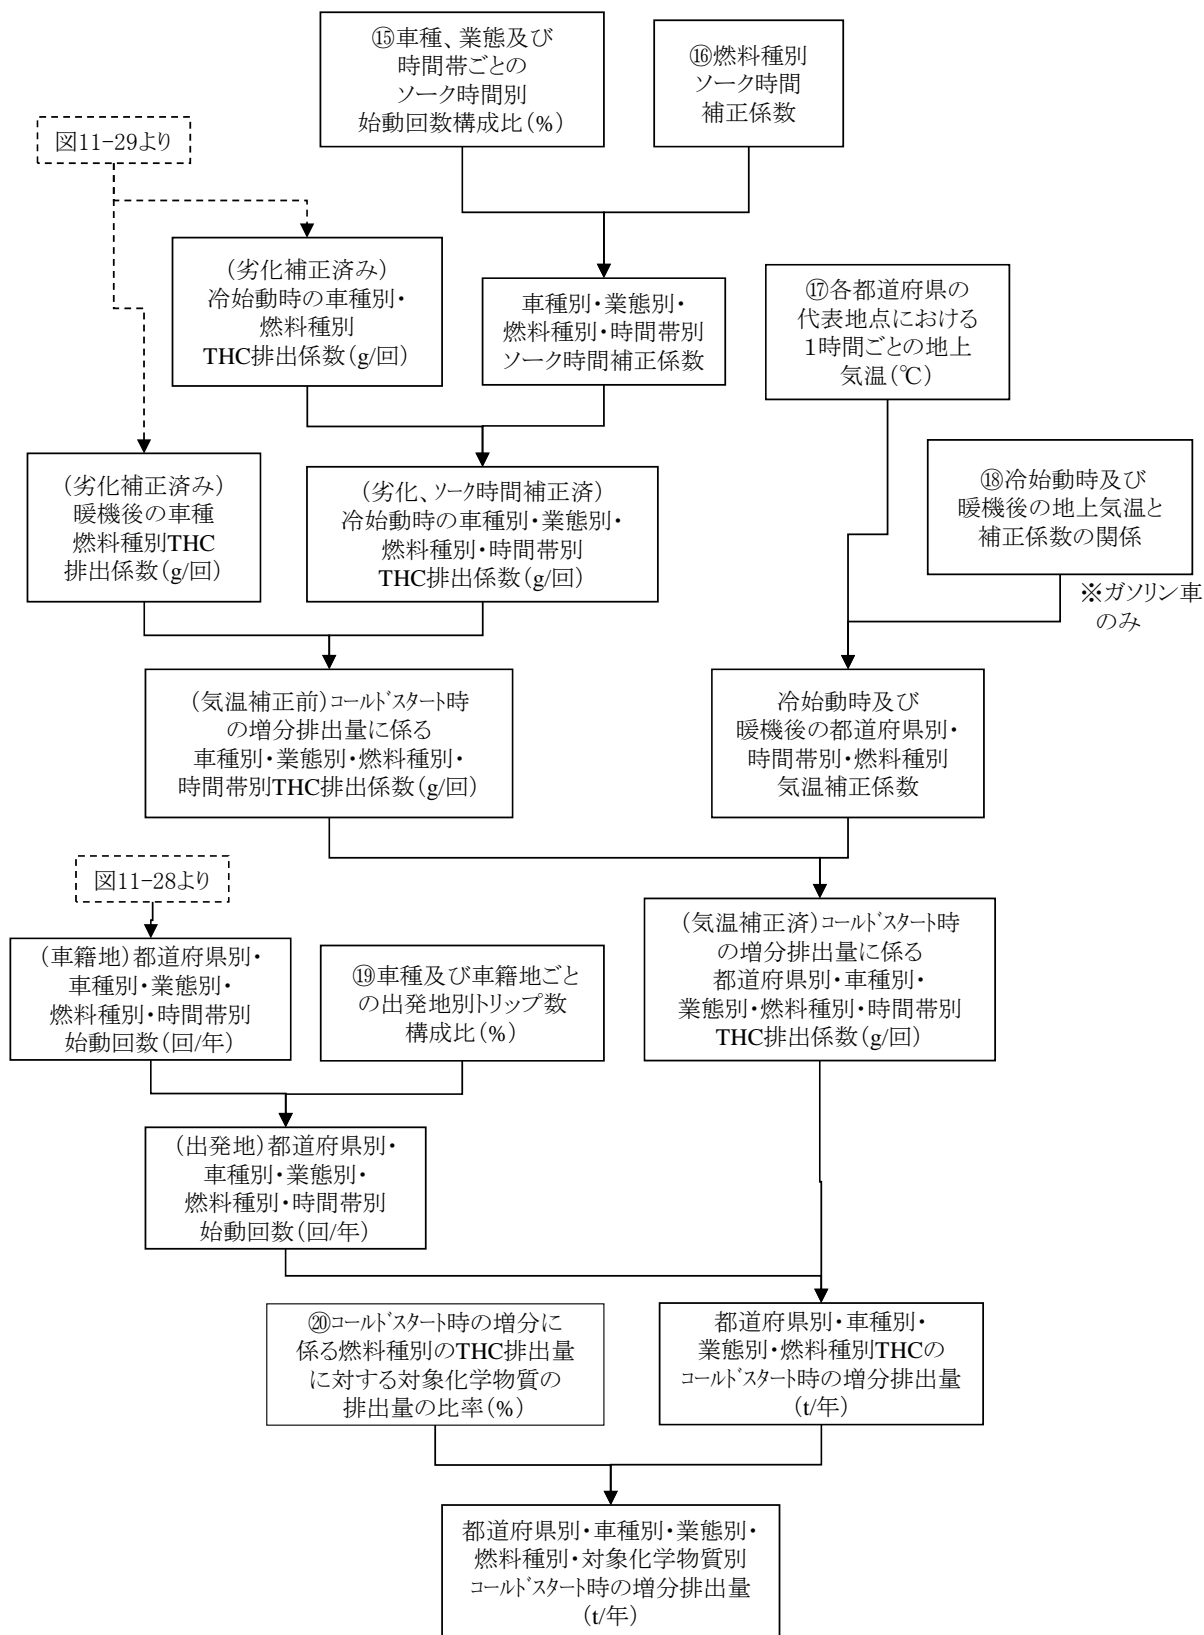 ⑮車種、業態及び
時間帯ごとの
ソーク時間別
始動回数構成比(%)
⑯燃料種別
ソーク時間
補正係数
図11-29より
(劣化補正済み)
冷始動時の車種別・
燃料種別
THC排出係数(g/回)
車種別・業態別・
燃料種別・時間帯別
ソーク時間補正係数
⑰各都道府県の
代表地点における
1時間ごとの地上
気温(℃)
(劣化補正済み)
暖機後の車種
燃料種別THC
排出係数(g/回)
(劣化、ソーク時間補正済)
冷始動時の車種別・業態別・
燃料種別・時間帯別
THC排出係数(g/回)
⑱冷始動時及び
暖機後の地上気温と
補正係数の関係
※ガソリン車
のみ
(気温補正前)コールドスタート時
の増分排出量に係る
車種別・業態別・燃料種別・
時間帯別THC排出係数(g/回)
冷始動時及び
暖機後の都道府県別・
時間帯別・燃料種別
気温補正係数
図11-28より
(車籍地)都道府県別・
車種別・業態別・
燃料種別・時間帯別
始動回数(回/年)
⑲車種及び車籍地ごと
の出発地別トリップ数
構成比(%)
(気温補正済)コールドスタート時
の増分排出量に係る
都道府県別・車種別・
業態別・燃料種別・時間帯別
THC排出係数(g/回)
(出発地)都道府県別・
車種別・業態別・
燃料種別・時間帯別
始動回数(回/年)
⑳コールドスタート時の増分に
係る燃料種別のTHC排出量
に対する対象化学物質の
排出量の比率(%)
都道府県別・車種別・
業態別・燃料種別THCの
コールドスタート時の増分排出量
(t/年)
都道府県別・車種別・業態別・
燃料種別・対象化学物質別
コールドスタート時の増分排出量
(t/年)